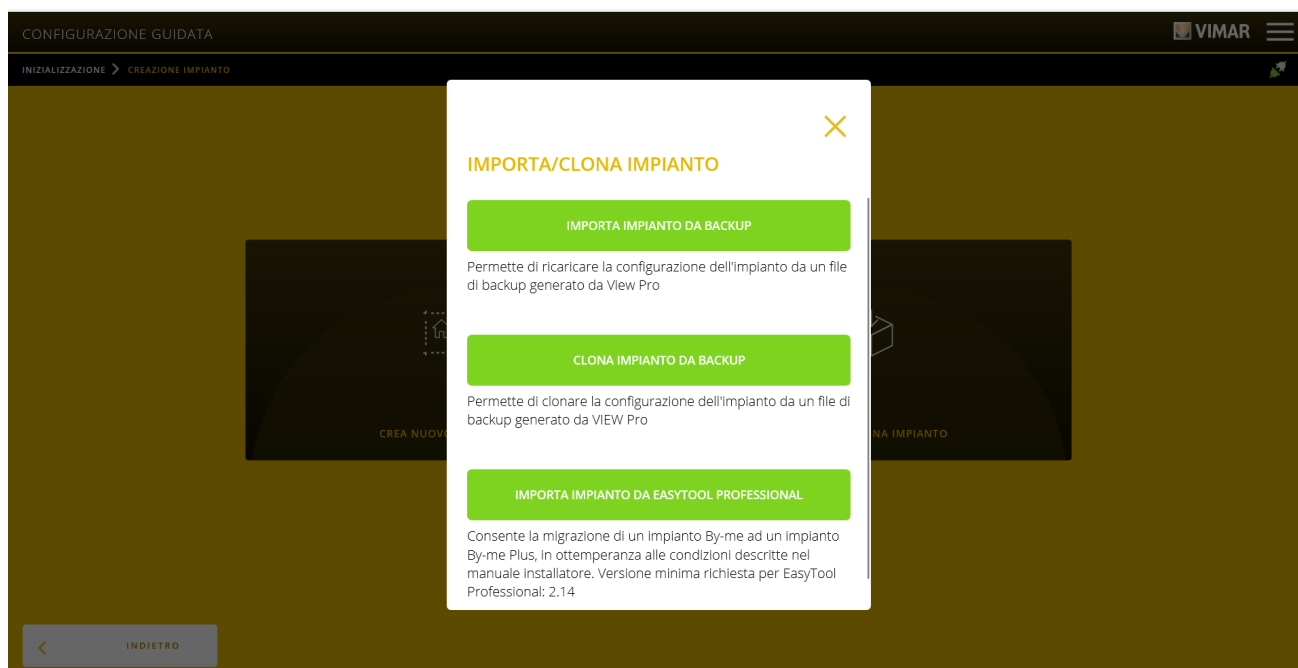 CONFIGURAZIONE GUIDATA
VIMAR
INIZIALIZZAZIONE > CREAZIONE IMPIANTO
IMPORTA/CLONA IMPIANTO
IMPORTA IMPIANTO DA BACKUP
Permette di ricaricare la configurazione dell'impianto da un file
di backup generato da View Pro
CLONA IMPIANTO DA BACKUP
Permette di clonare la configurazione dell'impianto da un file di
backup generato da VIEW Pro
CREA NUOV
NA IMPIANTO
IMPORTA IMPIANTO DA EASYTOOL PROFESSIONAL
Consente la migrazione di un impianto By-me ad un impianto
By-me Plus, in ottemperanza alle condizioni descritte nel
manuale installatore. Versione minima richiesta per EasyTool
Professional: 2.14
INDIETRO